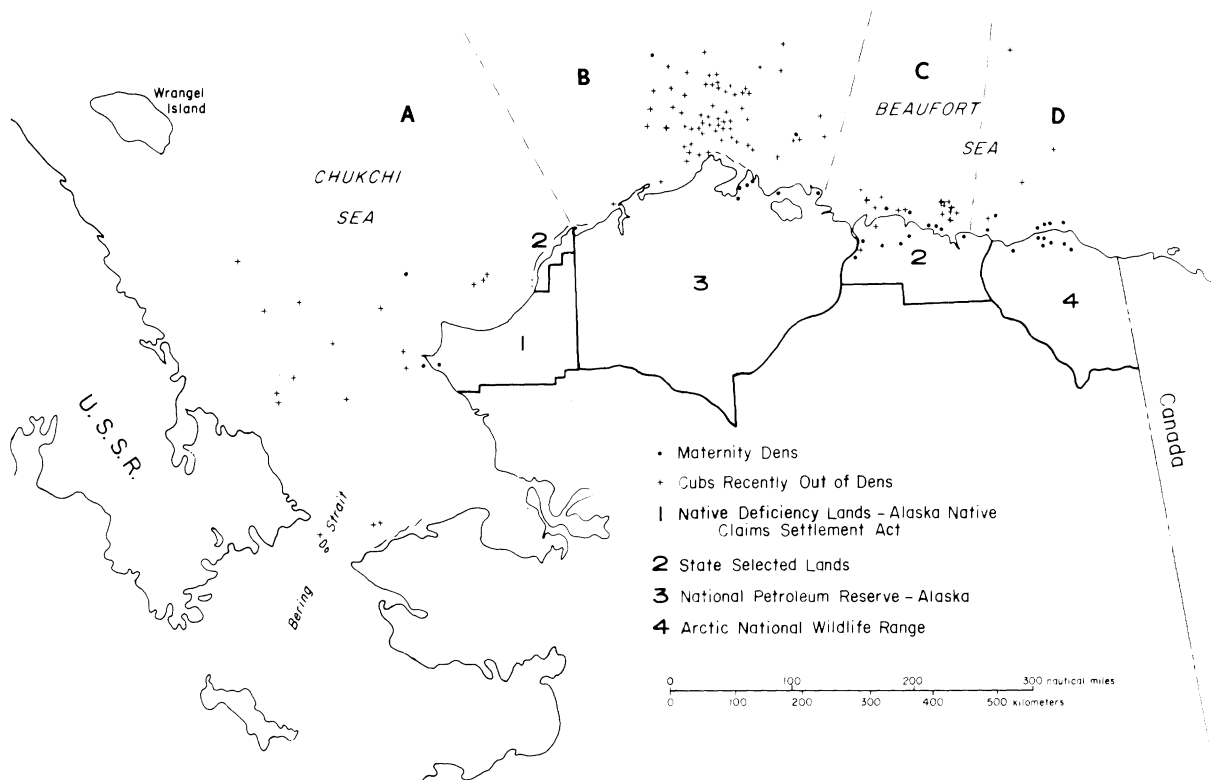 Wrangel
Island
A
B
C
D
BEAUFORT
SEA
CHUKCHI
SEA
2
1
3
2
4
U.S.S.R.
Bering Strait
Canada
• Maternity Dens
+ Cubs Recently Out of Dens
1 Native Deficiency Lands – Alaska Native
Claims Settlement Act
2 State Selected Lands
3 National Petroleum Reserve – Alaska
4 Arctic National Wildlife Range
0 100 200 300 nautical miles
0 100 200 300 400 500 kilometers